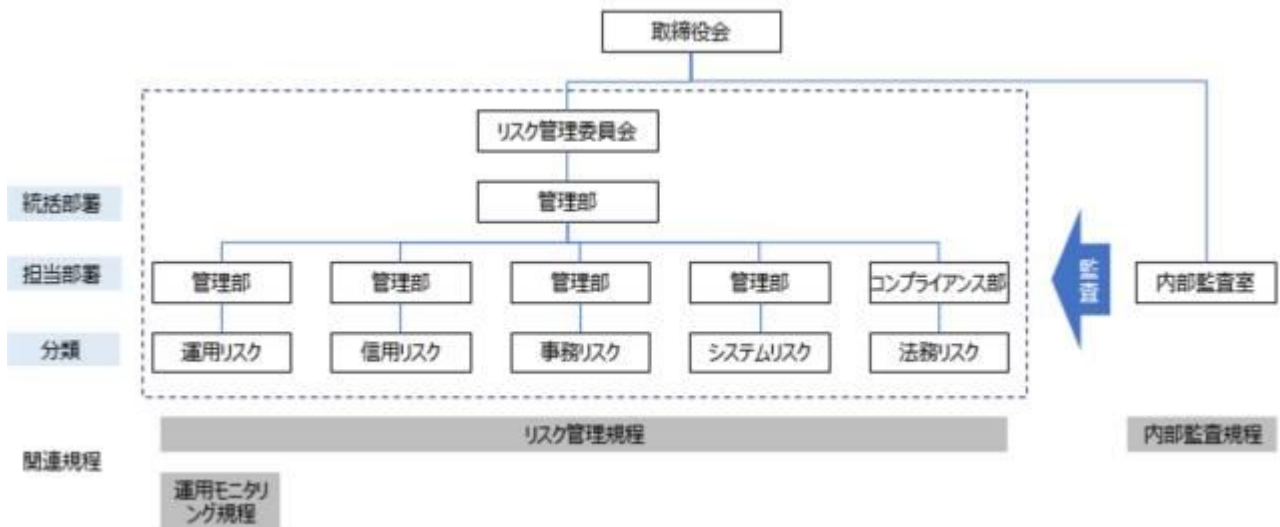 取締役会
リスク管理委員会
統括部署
管理部
担当部署
管理部
管理部
管理部
管理部
コンプライアンス部
監査
内部監査室
分類
運用リスク
信用リスク
事務リスク
システムリスク
法務リスク
関連規程
リスク管理規程
内部監査規程
運用モニタリ
ング規程